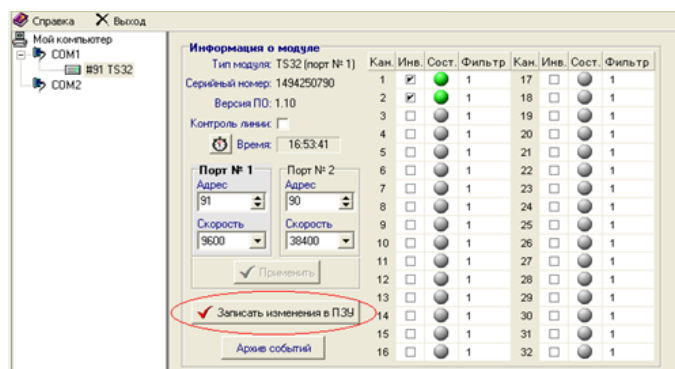 Справка Выход
Мой компьютер
COM1
#91 TS32
COM2
Информация о модуле
Тип модуля: TS32 (порт № 1)
Серийный номер: 1494250790
Версия ПО: 1.10
Контроль линии:
Время: 16:53:41
Порт № 1 Порт № 2
Адрес Адрес
91 90
Скорость Скорость
9600 38400
Применить
Записать изменения в ПЗУ
Архив событий
Кан. Инв. Сост. Фильтр Кан. Инв. Сост. Фильтр
1 1 17 1
2 1 18 1
3 1 19 1
4 1 20 1
5 1 21 1
6 1 22 1
7 1 23 1
8 1 24 1
9 1 25 1
10 1 26 1
11 1 27 1
12 1 28 1
13 1 29 1
14 1 30 1
15 1 31 1
16 1 32 1